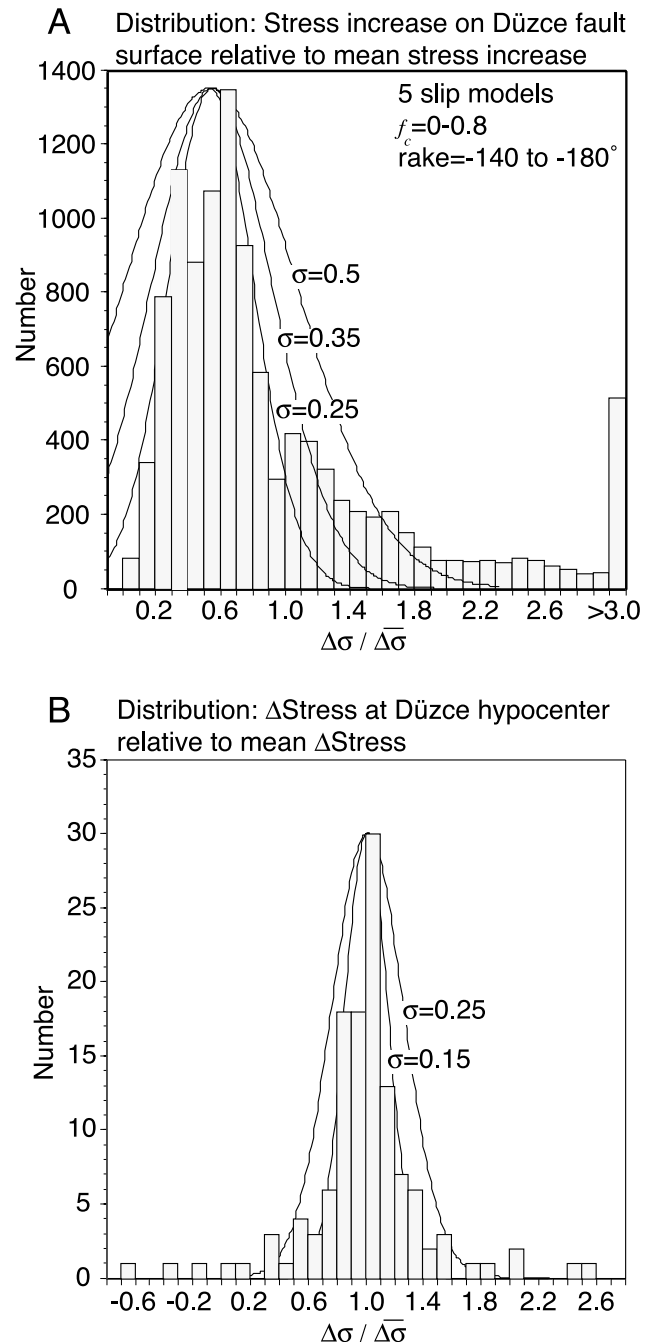 A Distribution: Stress increase on Düzce fault
surface relative to mean stress increase
5 slip models
fc=0-0.8
rake=-140 to -180°
1400
1200
1000
800
600
400
200
0
Number
σ=0.5
σ=0.35
σ=0.25
0.2 0.6 1.0 1.4 1.8 2.2 2.6 >3.0
Δσ / Δσ̅
B Distribution: ΔStress at Düzce hypocenter
relative to mean ΔStress
35
30
25
20
15
10
5
0
Number
σ=0.25
σ=0.15
-0.6 -0.2 0.2 0.6 1.0 1.4 1.8 2.2 2.6
Δσ / Δσ̅